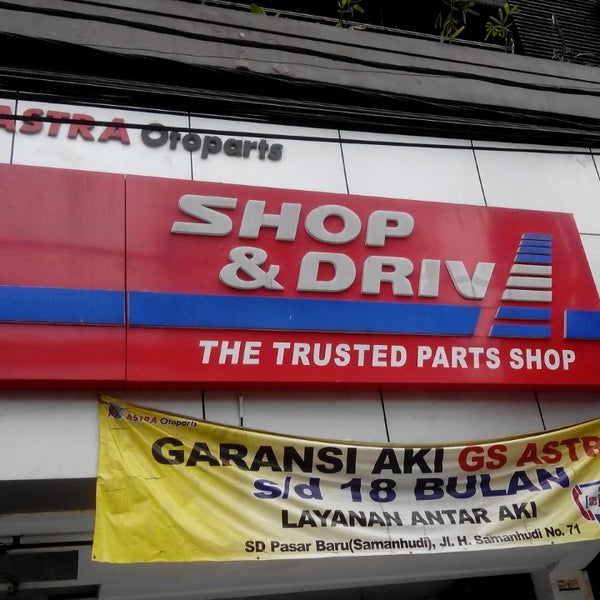 ASTRA Otoparts
SHOP
& DRIV
THE TRUSTED PARTS SHOP
ASTRA Otoparts
GARANSI AKI GS ASTR
s/d 18 BULAN
LAYANAN ANTAR AKI
SD Pasar Baru(Samanhudi), Jl. H. Samanhudi No. 71